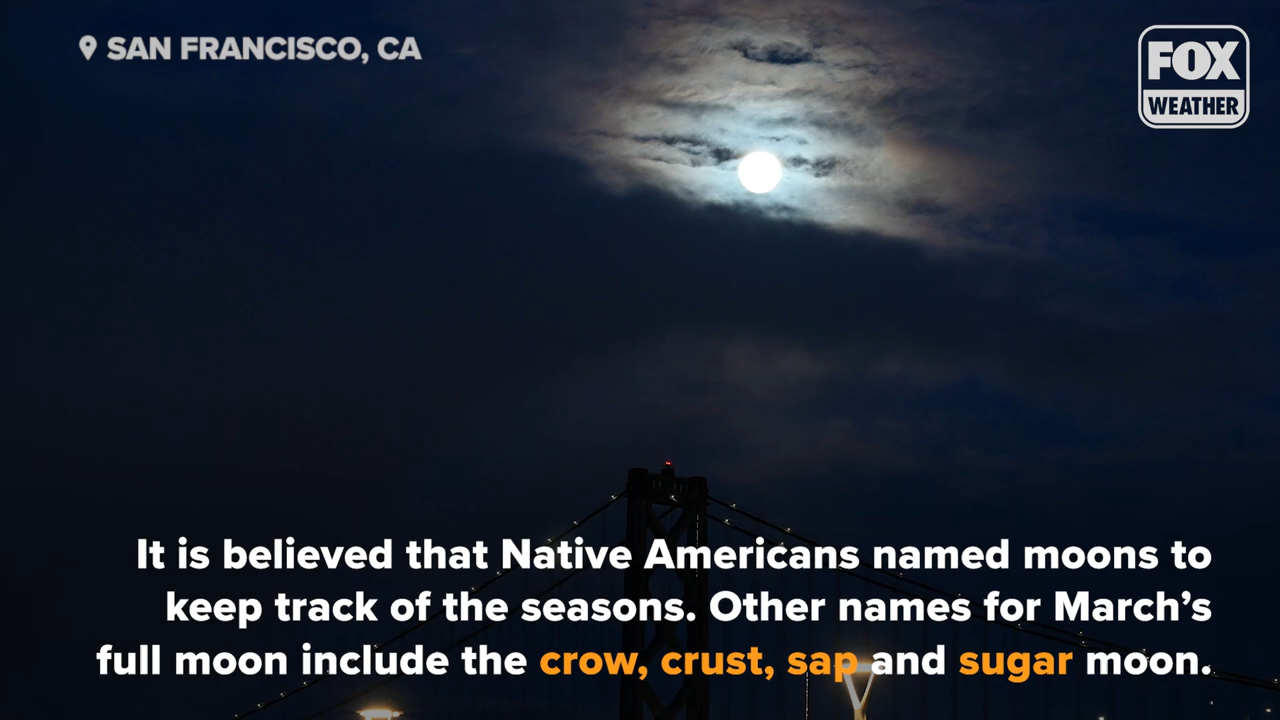 SAN FRANCISCO, CA
FOX
WEATHER
It is believed that Native Americans named moons to
keep track of the seasons. Other names for March’s
full moon include the crow, crust, sap and sugar moon.